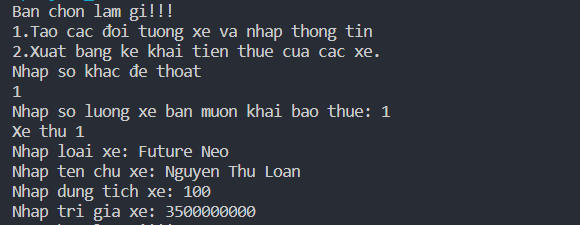 Ban chon lam gi!!!
1.Tao cac đoi tuong xe va nhap thong tin
2.Xuat bang ke khai tien thue cua cac xe.
Nhap so khac đe thoat
1
Nhap so luong xe ban muon khai bao thue: 1
Xe thu 1
Nhap loai xe: Future Neo
Nhap ten chu xe: Nguyen Thu Loan
Nhap dung tich xe: 100
Nhap tri gia xe: 3500000000